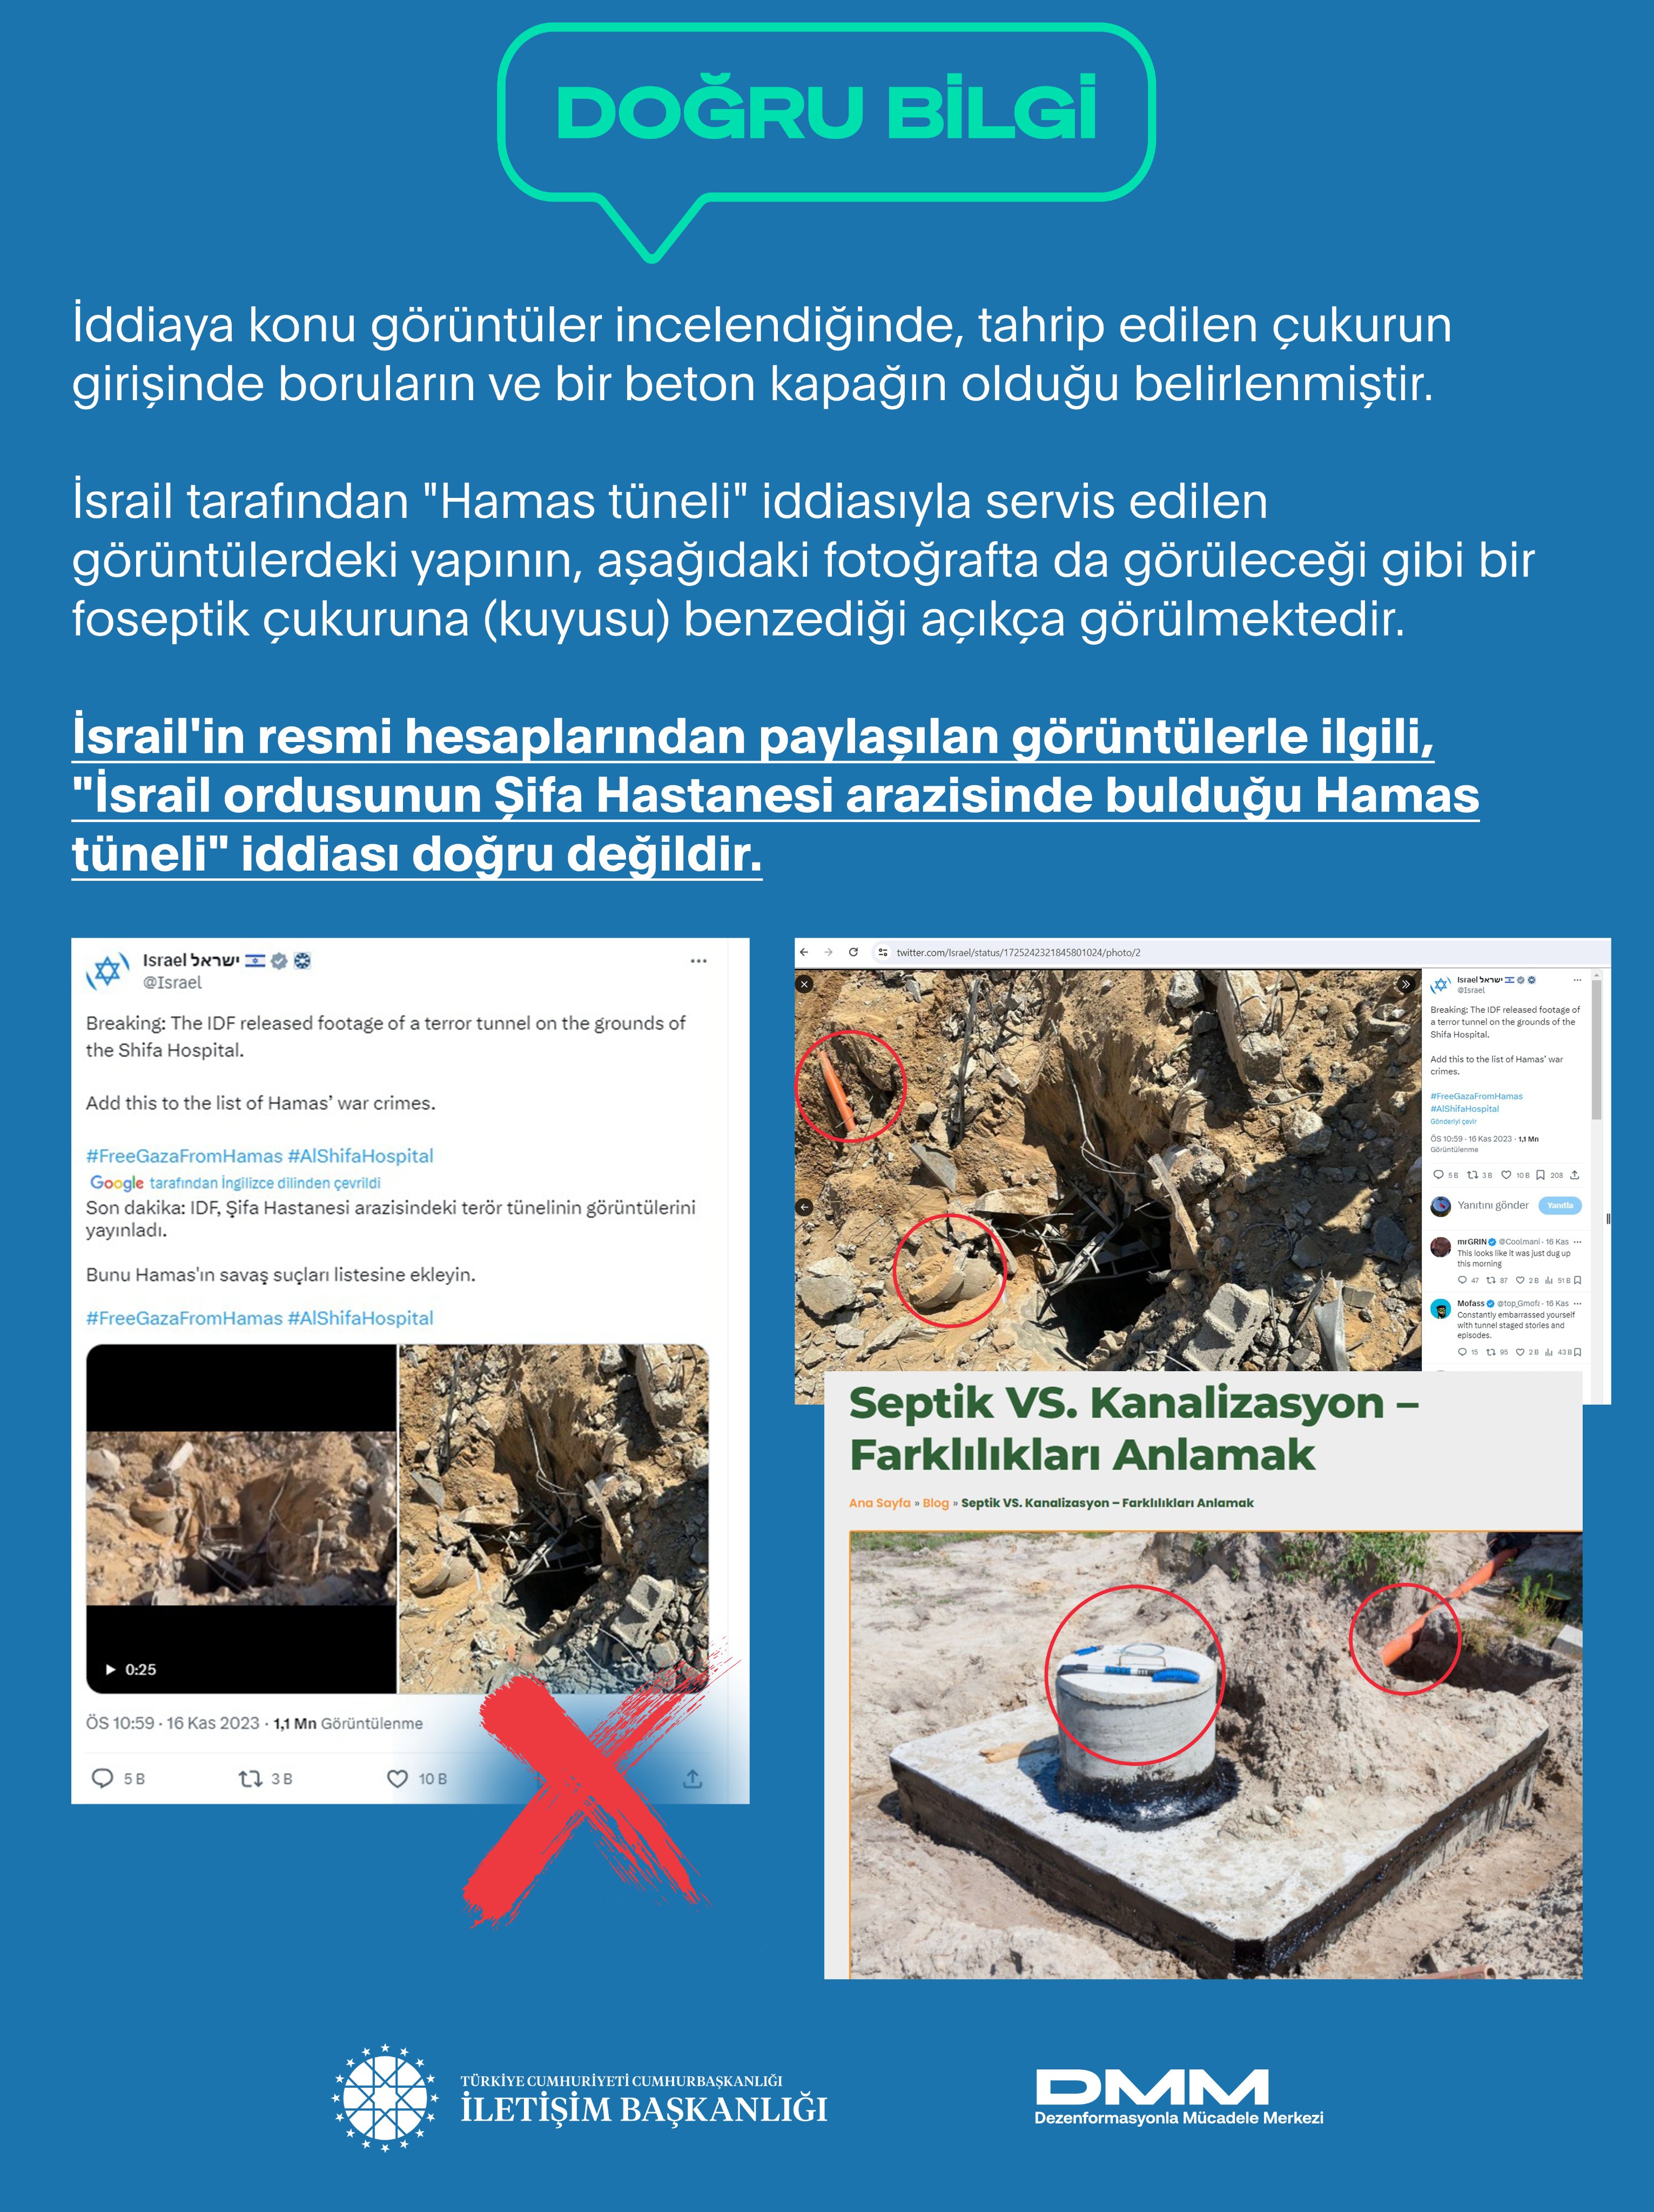 DOĞRU BİLGİ
İddiaya konu görüntüler incelendiğinde, tahrip edilen çukurun
girişinde boruların ve bir beton kapağın olduğu belirlenmiştir.
İsrail tarafından "Hamas tüneli" iddiasıyla servis edilen
görüntülerdeki yapının, aşağıdaki fotoğrafta da görüleceği gibi bir
foseptik çukuruna (kuyusu) benzediği açıkça görülmektedir.
İsrail'in resmi hesaplarından paylaşılan görüntülerle ilgili,
"İsrail ordusunun Şifa Hastanesi arazisinde bulduğu Hamas
tüneli" iddiası doğru değildir.
Israel ישראל
@Israel
Breaking: The IDF released footage of a terror tunnel on the grounds of
the Shifa Hospital.
Add this to the list of Hamas’ war crimes.
#FreeGazaFromHamas #AlShifaHospital
Google tarafından İngilizce dilinden çevrildi
Son dakika: IDF, Şifa Hastanesi arazisindeki terör tünelinin görüntülerini
yayınladı.
Bunu Hamas'ın savaş suçları listesine ekleyin.
#FreeGazaFromHamas #AlShifaHospital
0:25
ÖS 10:59 · 16 Kas 2023 · 1,1 Mn Görüntülenme
5 B 3 B 10 B
twitter.com/Israel/status/1725242321845801024/photo/2
Israel ישראל
@Israel
Breaking: The IDF released footage of
a terror tunnel on the grounds of the
Shifa Hospital.
Add this to the list of Hamas’ war
crimes.
#FreeGazaFromHamas
#AlShifaHospital
Gönderiyi çevir
ÖS 10:59 · 16 Kas 2023 · 1,1 Mn
Görüntülenme
5 B 3 B 10 B 208
Yanıtını gönder Yanıtla
mrGRIN @Coolmani · 16 Kas
This looks like it was just dug up
this morning
47 87 2 B 51 B
Mofass · 16 Kas
Constantly embarrassed yourself
with tunnel staged stories and
episodes.
15 95 2 B 43 B
Septik VS. Kanalizasyon –
Farklılıkları Anlamak
Ana Sayfa » Blog » Septik VS. Kanalizasyon – Farklılıkları Anlamak
TÜRKİYE CUMHURİYETİ CUMHURBAŞKANLIĞI
İLETİŞİM BAŞKANLIĞI
DMM
Dezenformasyonla Mücadele Merkezi